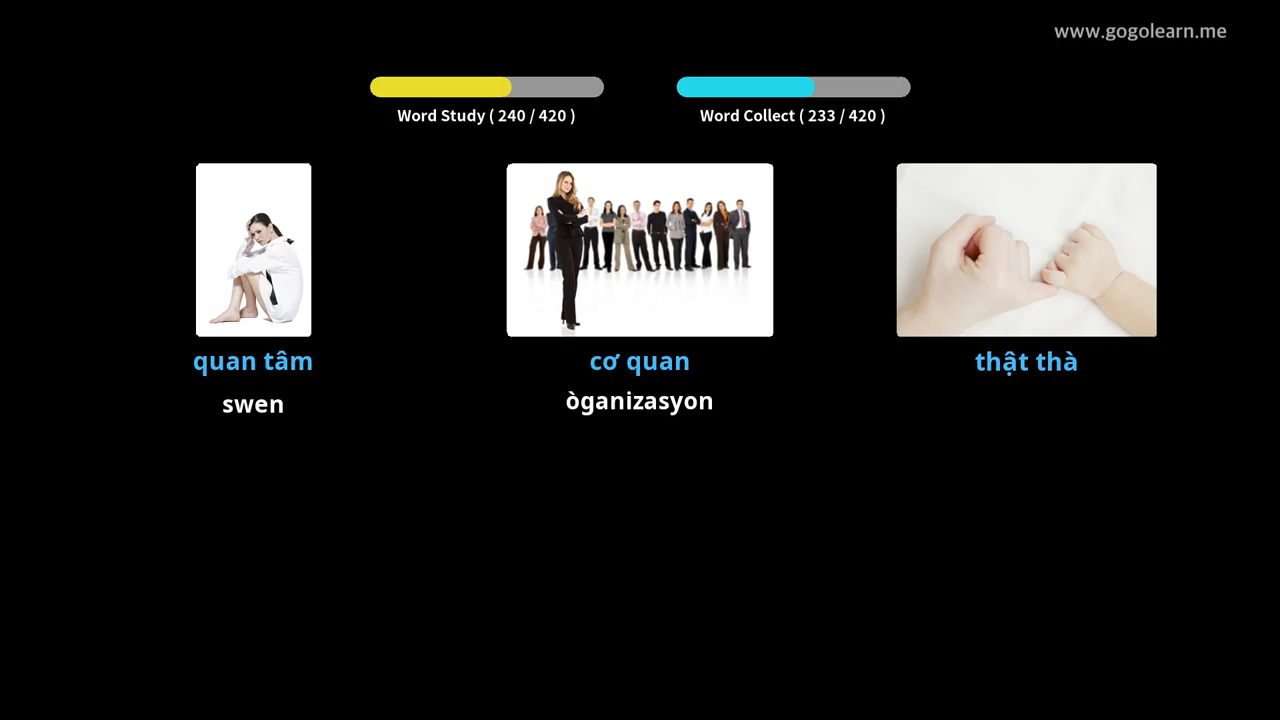 www.gogolearn.me
Word Study ( 240 / 420 )
Word Collect ( 233 / 420 )
quan tâm
cơ quan
thật thà
swen
òganizasyon